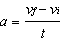 a = (vf − vi) / t